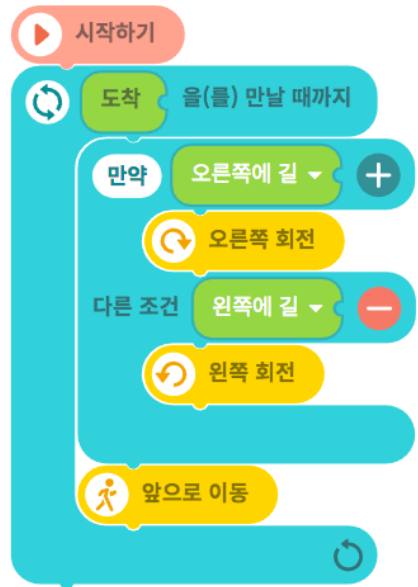 시작하기
도착 을(를) 만날 때까지
만약 오른쪽에 길
오른쪽 회전
다른 조건 왼쪽에 길
왼쪽 회전
앞으로 이동